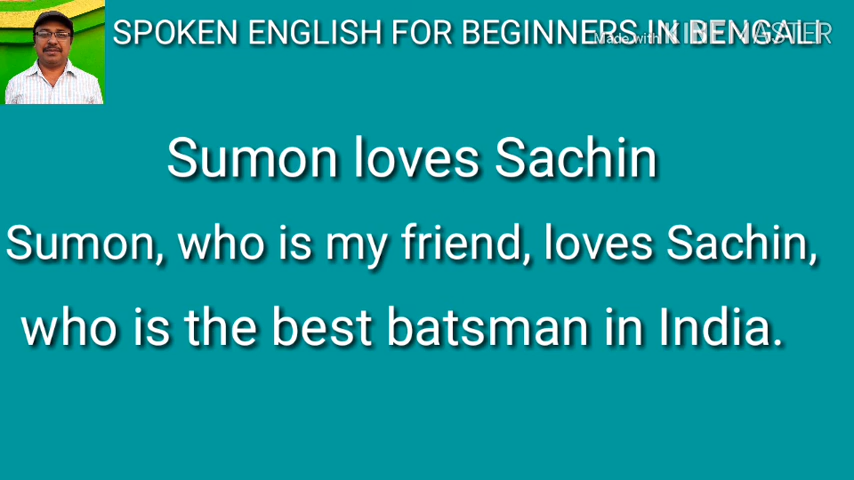 SPOKEN ENGLISH FOR BEGINNERS IN BENGALI
Made with KINEMASTER
Sumon loves Sachin
Sumon, who is my friend, loves Sachin,
who is the best batsman in India.